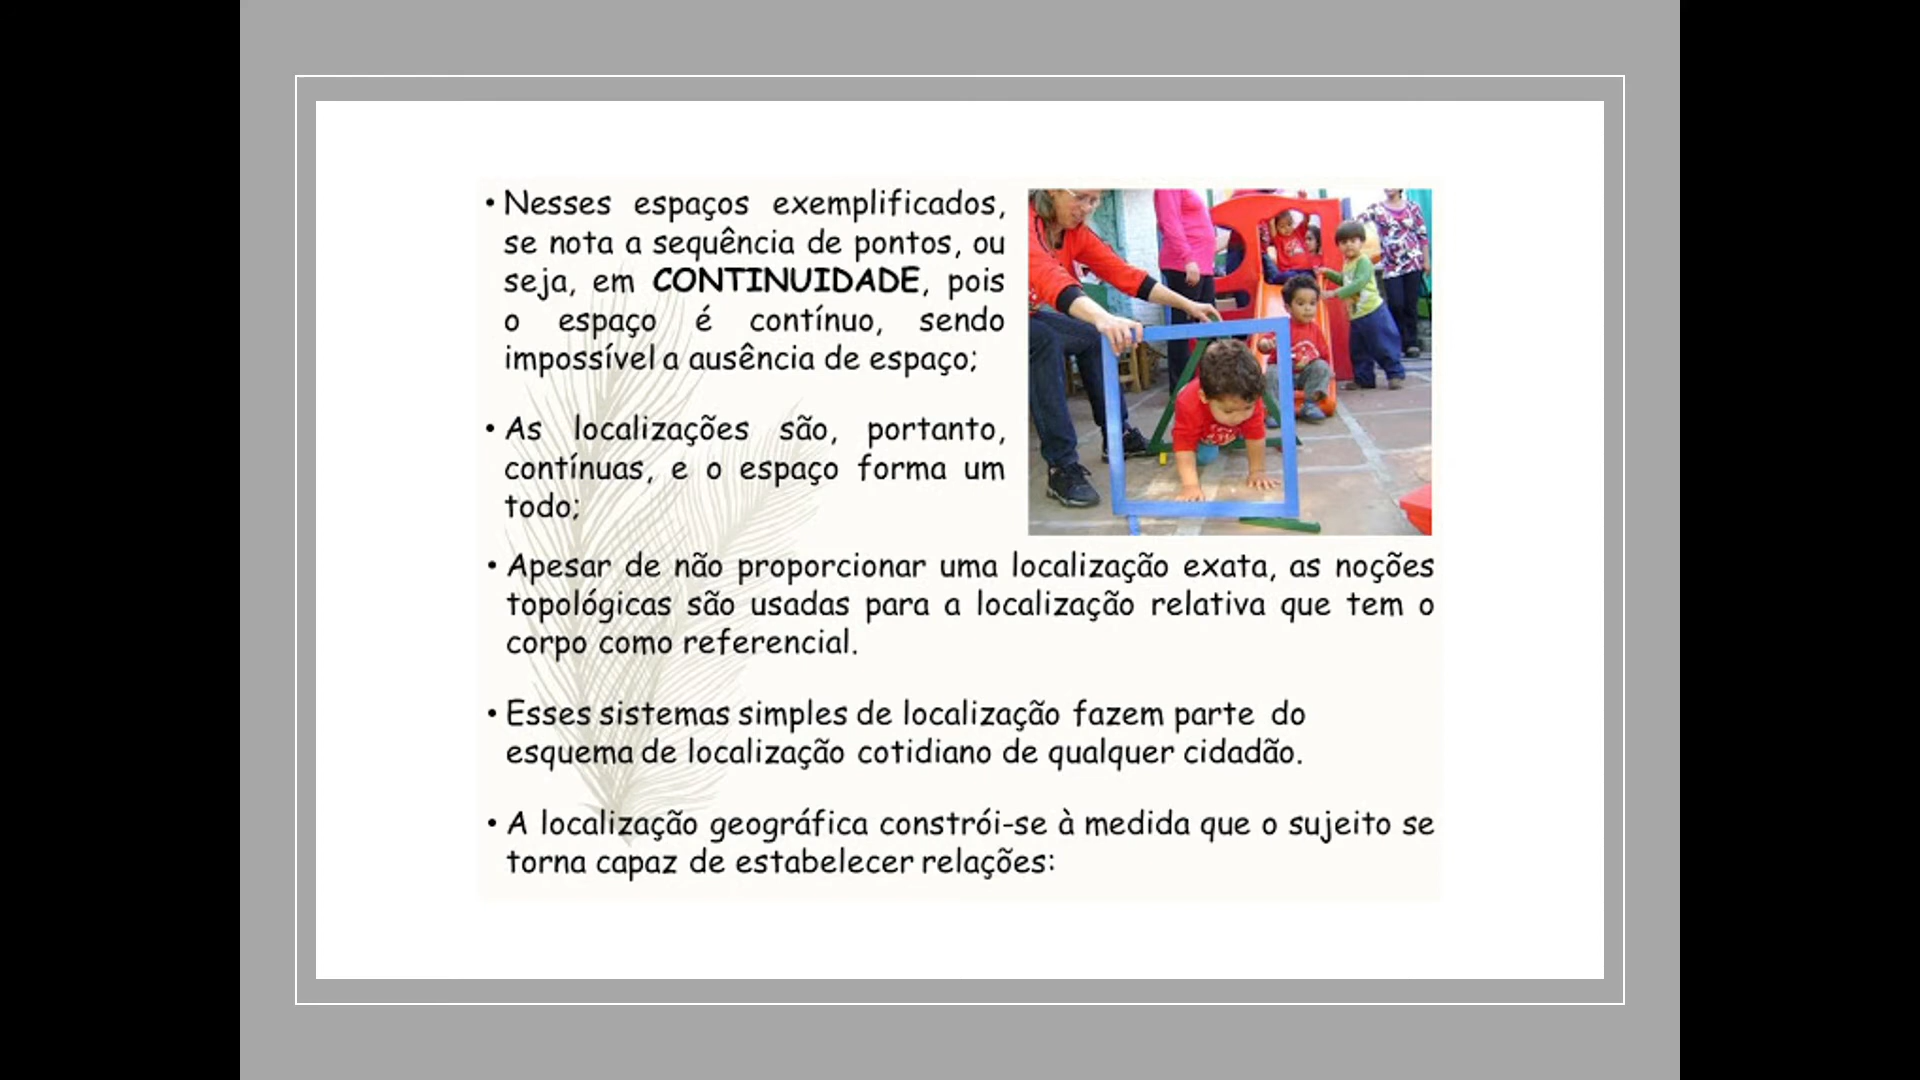 • Nesses espaços exemplificados,
se nota a sequência de pontos, ou
seja, em CONTINUIDADE, pois
o espaço é contínuo, sendo
impossível a ausência de espaço;
• As localizações são, portanto,
contínuas, e o espaço forma um
todo;
• Apesar de não proporcionar uma localização exata, as noções
topológicas são usadas para a localização relativa que tem o
corpo como referencial.
• Esses sistemas simples de localização fazem parte do
esquema de localização cotidiano de qualquer cidadão.
• A localização geográfica constrói-se à medida que o sujeito se
torna capaz de estabelecer relações: